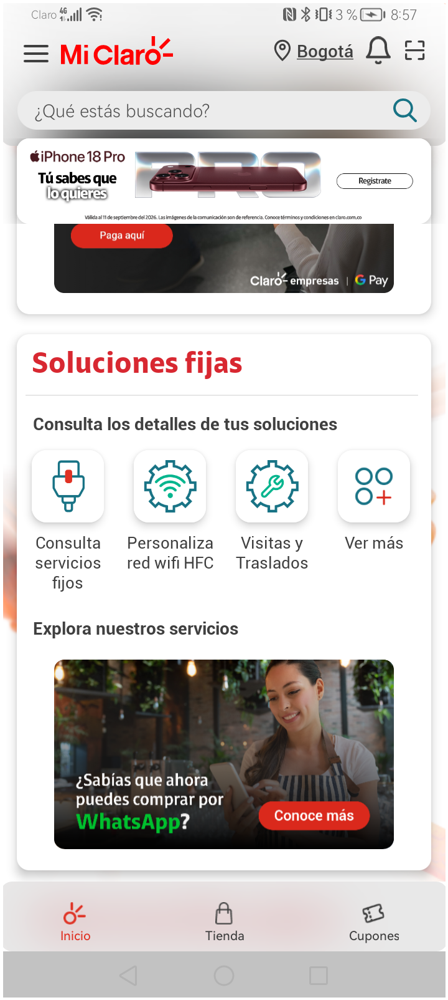 Claro 4G 3 % 8:57
Mi Claro
Bogotá
¿Qué estás buscando?
iPhone 18 Pro
Tú sabes que
lo quieres
PRO
Registrate
Válida al 11 de septiembre del 2026. Las imágenes de la comunicación son de referencia. Conoce términos y condiciones en claro.com.co
Paga aquí
Claro empresas | G Pay
Soluciones fijas
Consulta los detalles de tus soluciones
Consulta
servicios
fijos
Personaliza
red wifi HFC
Visitas y
Traslados
Ver más
Explora nuestros servicios
¿Sabías que ahora
puedes comprar por
WhatsApp?
Conoce más
Inicio
Tienda
Cupones